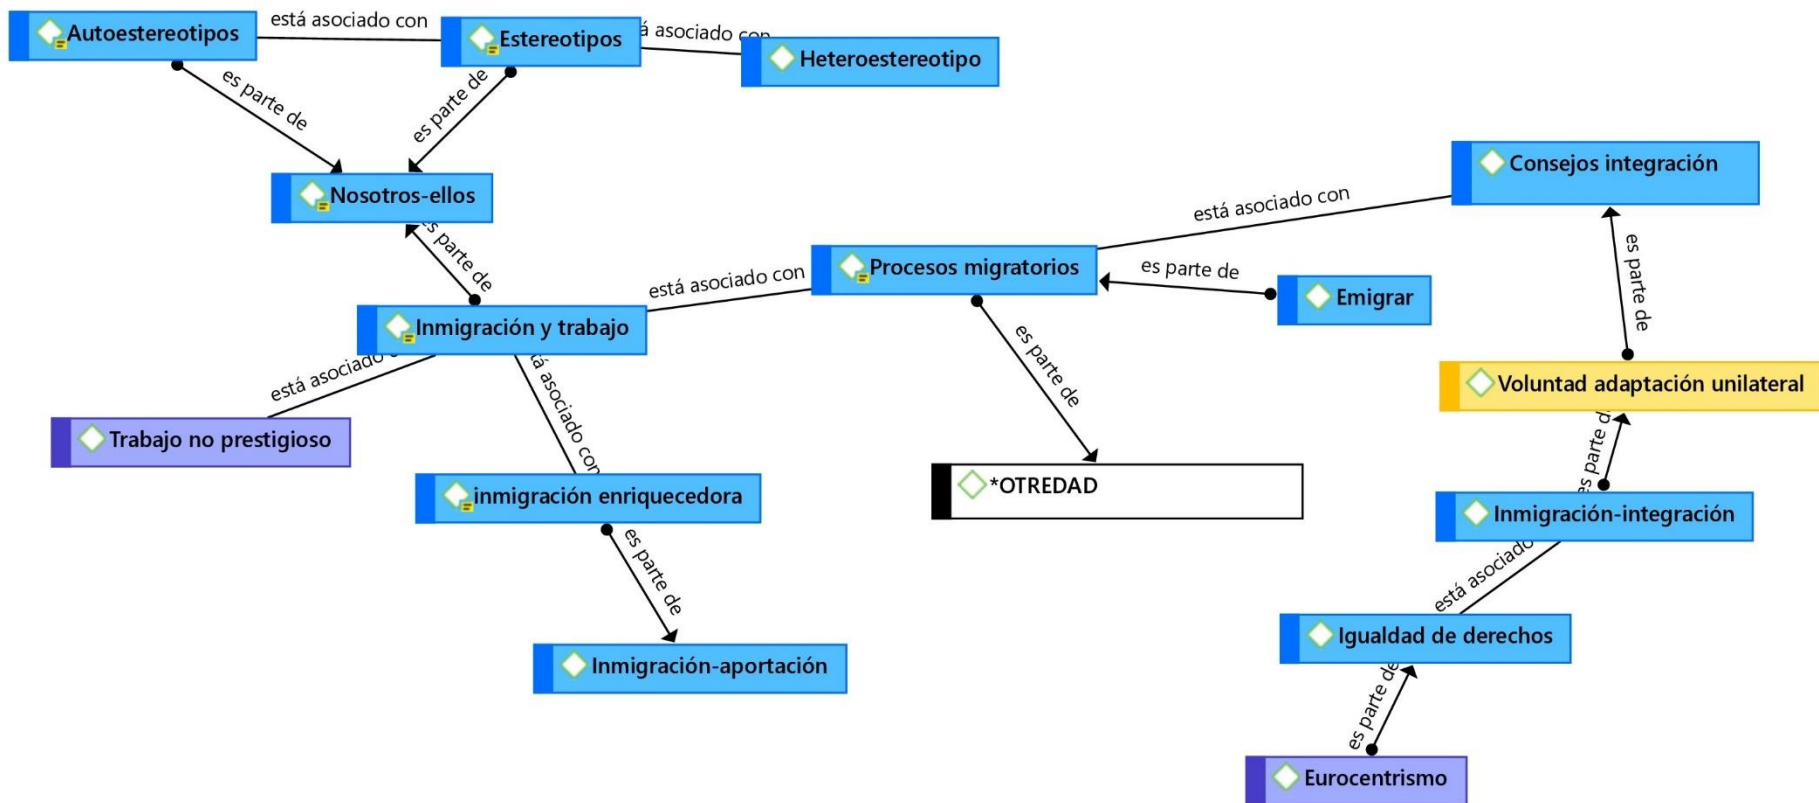 Autoestereotipos
está asociado con
Estereotipos
á asociado con
Heteroestereotipo
es parte de
es parte de
Nosotros-ellos
es parte de
Consejos integración
está asociado con
Procesos migratorios
es parte de
Emigrar
está asociado con
Inmigración y trabajo
es parte de
es parte de
está asociado c
tá asociado con
Voluntad adaptación unilateral
Trabajo no prestigioso
es parte d
inmigración enriquecedora
*OTREDAD
Inmigración-integración
es parte de
está asociado
Inmigración-aportación
Igualdad de derechos
es parte de
Eurocentrismo